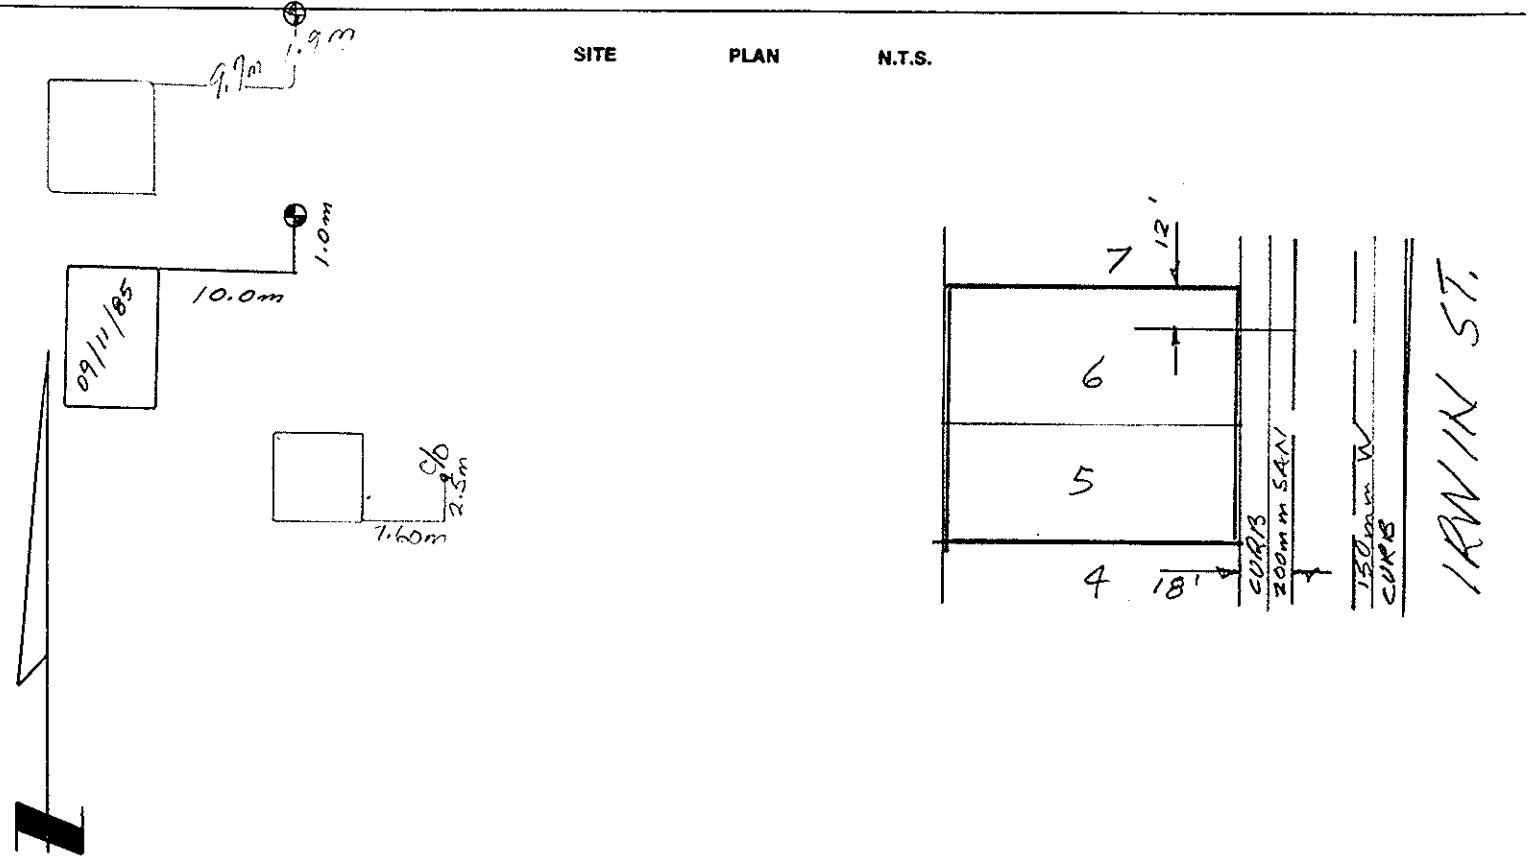 SITE PLAN N.T.S.
1.9m
9.7m
1.0m
10.0m
09/11/85
C/O
2.5m
7.60m
12'
7
6
5
4
18'
CURB
200mm SAN
150mm W
CURB
IRWIN ST.
N